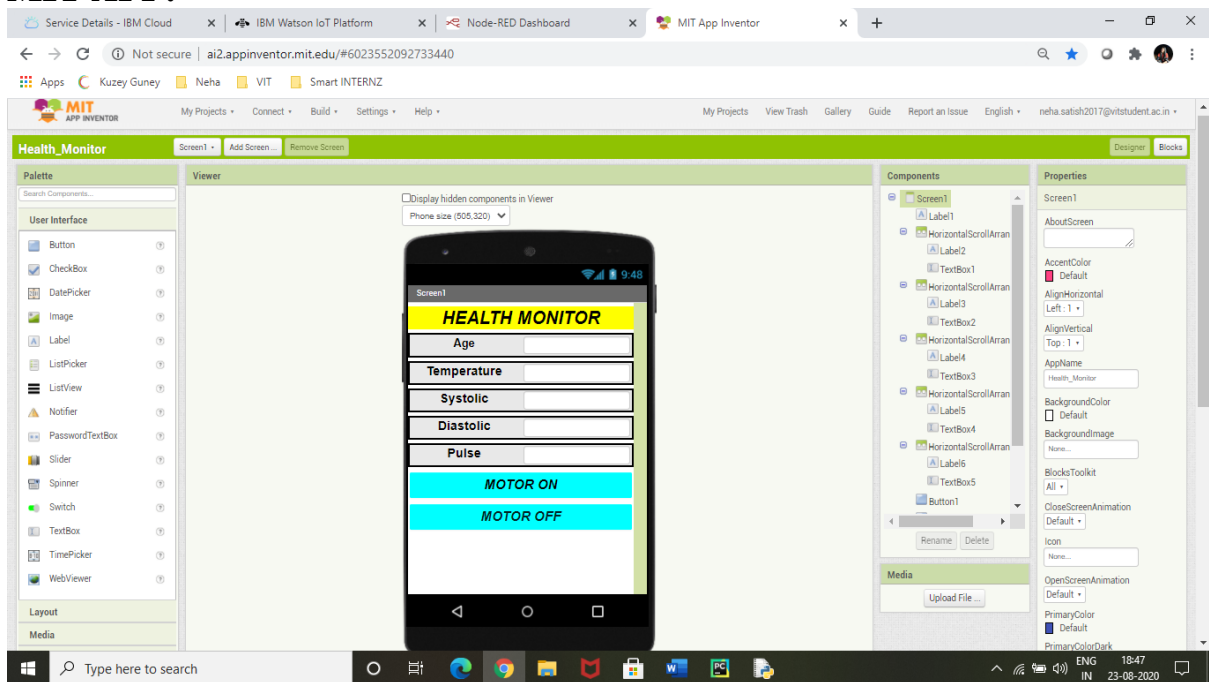 Service Details - IBM Cloud
IBM Watson IoT Platform
Node-RED Dashboard
MIT App Inventor
Not secure | ai2.appinventor.mit.edu/#6023552092733440
Apps Kuzey Guney Neha VIT Smart INTERNZ
MIT
APP INVENTOR
My Projects Connect Build Settings Help
My Projects View Trash Gallery Guide Report an Issue English neha.satish2017@vitstudent.ac.in
Health_Monitor
Screen1 Add Screen ... Remove Screen
Designer Blocks
Palette
Search Components...
User Interface
Button
CheckBox
DatePicker
Image
Label
ListPicker
ListView
Notifier
PasswordTextBox
Slider
Spinner
Switch
TextBox
TimePicker
WebViewer
Layout
Media
Viewer
Display hidden components in Viewer
Phone size (505,320)
9:48
Screen1
HEALTH MONITOR
Age
Temperature
Systolic
Diastolic
Pulse
MOTOR ON
MOTOR OFF
Components
Screen1
Label1
HorizontalScrollArran
Label2
TextBox1
HorizontalScrollArran
Label3
TextBox2
HorizontalScrollArran
Label4
TextBox3
HorizontalScrollArran
Label5
TextBox4
HorizontalScrollArran
Label6
TextBox5
Button1
Rename Delete
Media
Upload File ...
Properties
Screen1
AboutScreen
AccentColor
Default
AlignHorizontal
Left : 1
AlignVertical
Top : 1
AppName
Health_Monitor
BackgroundColor
Default
BackgroundImage
None...
BlocksToolkit
All
CloseScreenAnimation
Default
Icon
None...
OpenScreenAnimation
Default
PrimaryColor
Default
PrimaryColorDark
Type here to search
ENG
IN
18:47
23-08-2020